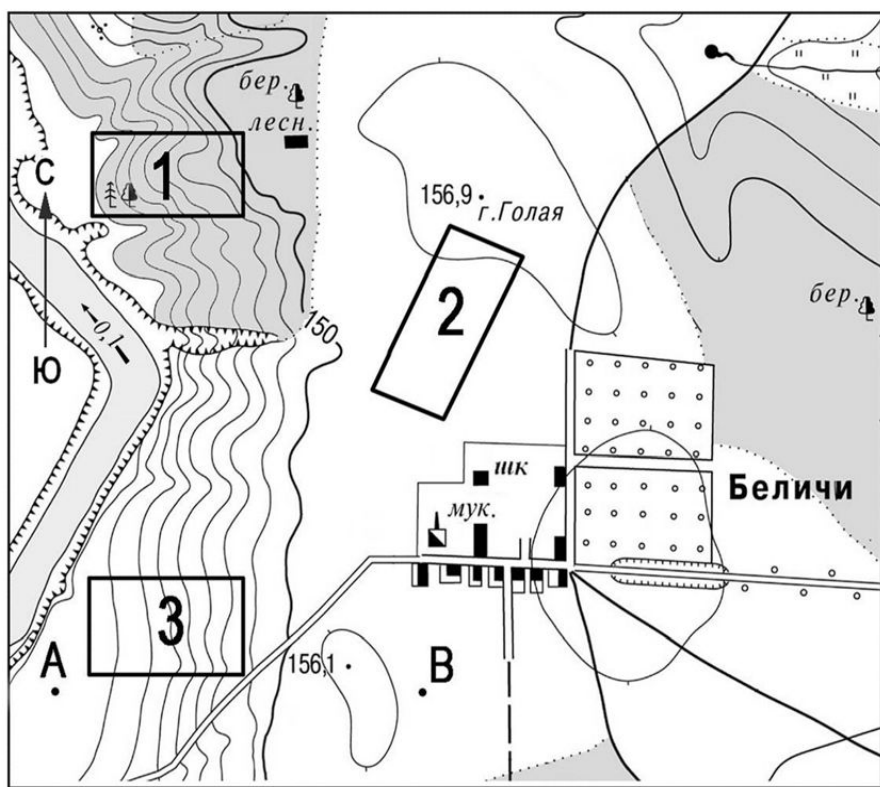 бер.
лесн.
1
С
156,9
г.Голая
0,1
2
бер.
150
Ю
шк
Беличи
мук.
3
А
156,1
В